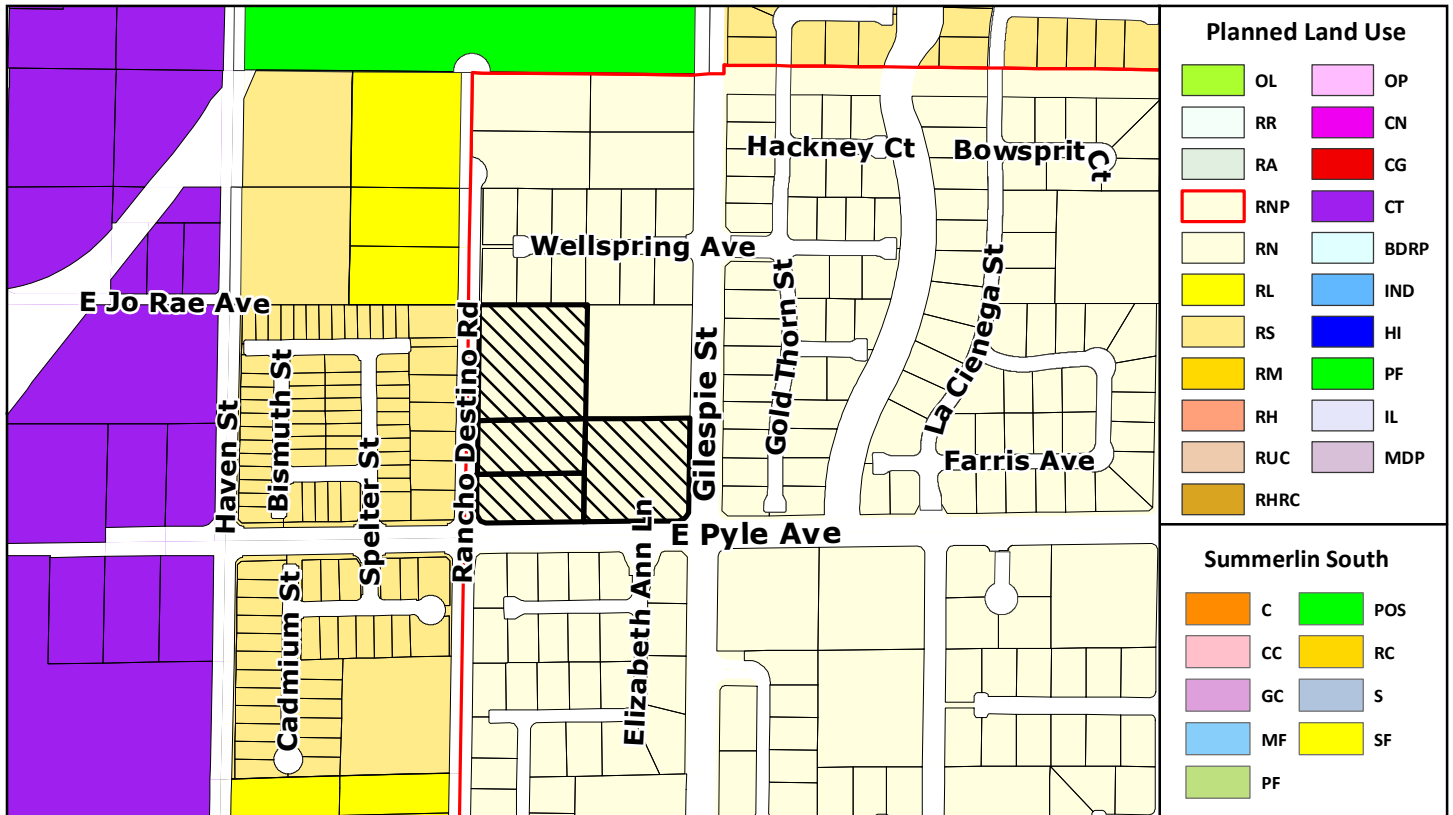 Hackney Ct
Bowsprit Ct
Wellspring Ave
E Jo Rae Ave
Haven St
Bismuth St
Spelter St
Rancho Destino Rd
Gilespie St
Gold Thorn St
La Cienega St
Farris Ave
E Pyle Ave
Cadmium St
Elizabeth Ann Ln
Planned Land Use
OL
OP
RR
CN
RA
CG
RNP
CT
RN
BDRP
RL
IND
RS
HI
RM
PF
RH
IL
RUC
MDP
RHRC
Summerlin South
C
POS
CC
RC
GC
S
MF
SF
PF